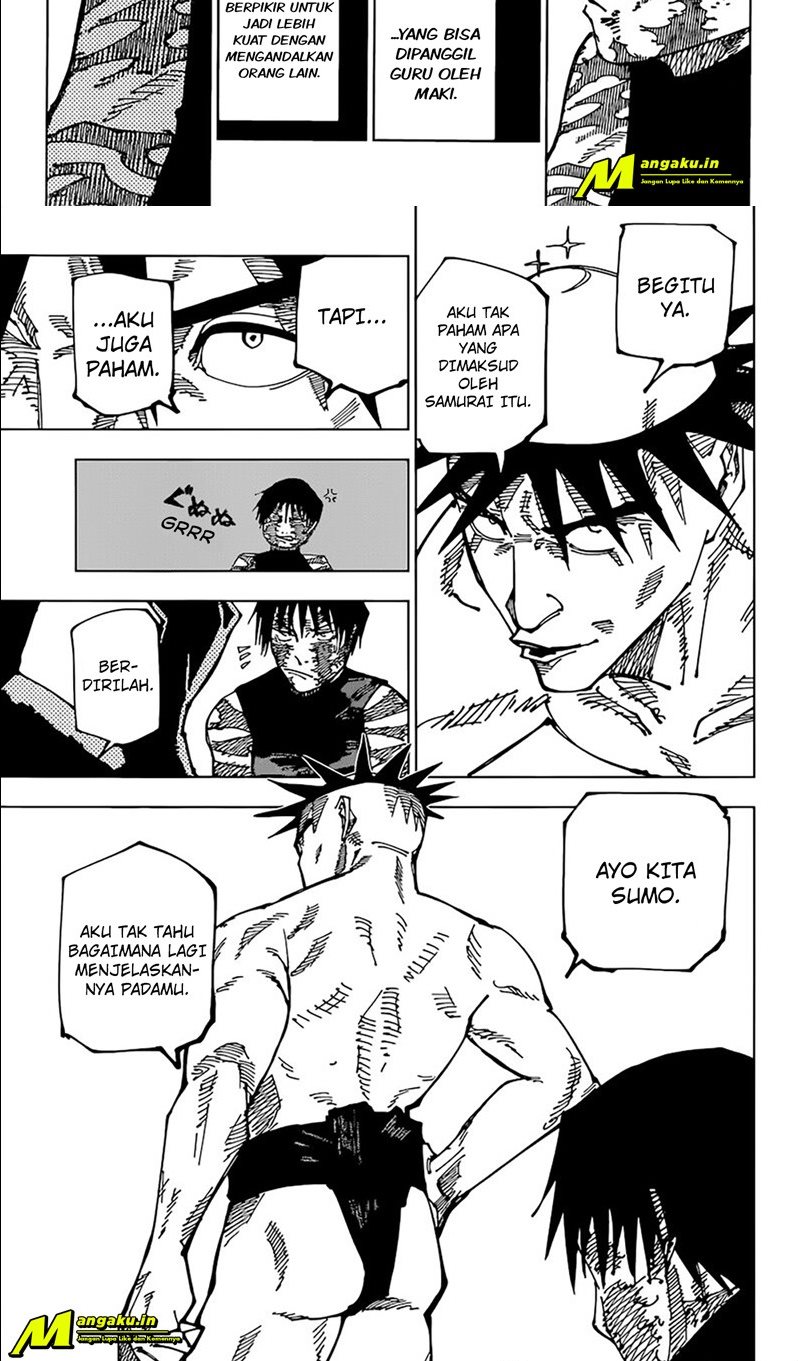 BERPIKIR UNTUK
JADI LEBIH
KUAT DENGAN
MENGANDALKAN
ORANG LAIN.
...YANG BISA
DIPANGGIL
GURU OLEH
MAKI.
Mangaku.in
Jangan Lupa Like dan Komennya
BEGITU
YA.
AKU TAK
PAHAM APA
YANG
DIMAKSUD
OLEH
SAMURAI ITU.
TAPI...
...AKU
JUGA
PAHAM.
ぐぬぬ
GRRR
BER-
DIRILAH.
AYO KITA
SUMO.
AKU TAK TAHU
BAGAIMANA LAGI
MENJELASKAN-
NYA PADAMU.
Mangaku.in
Jangan Lupa Like dan Komennya